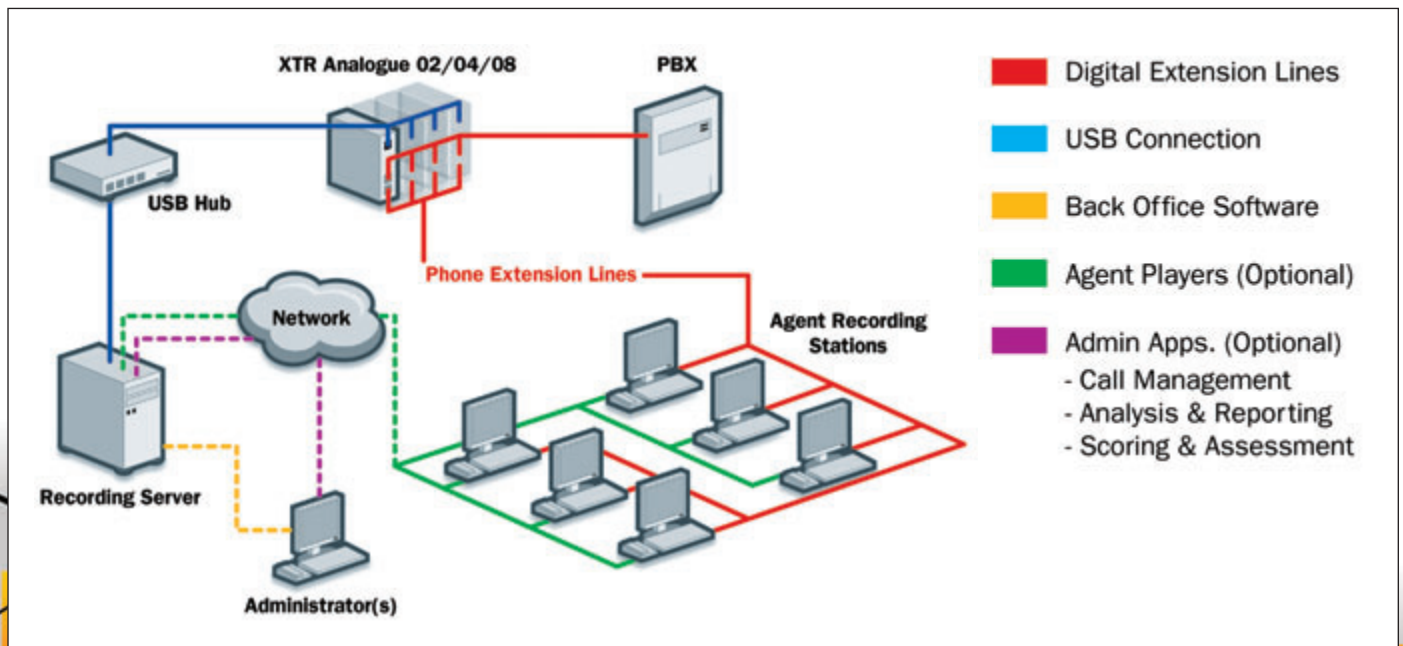 XTR Analogue 02/04/08
PBX
USB Hub
Phone Extension Lines
Network
Agent Recording
Stations
Recording Server
Administrator(s)
Digital Extension Lines
USB Connection
Back Office Software
Agent Players (Optional)
Admin Apps. (Optional)
- Call Management
- Analysis & Reporting
- Scoring & Assessment